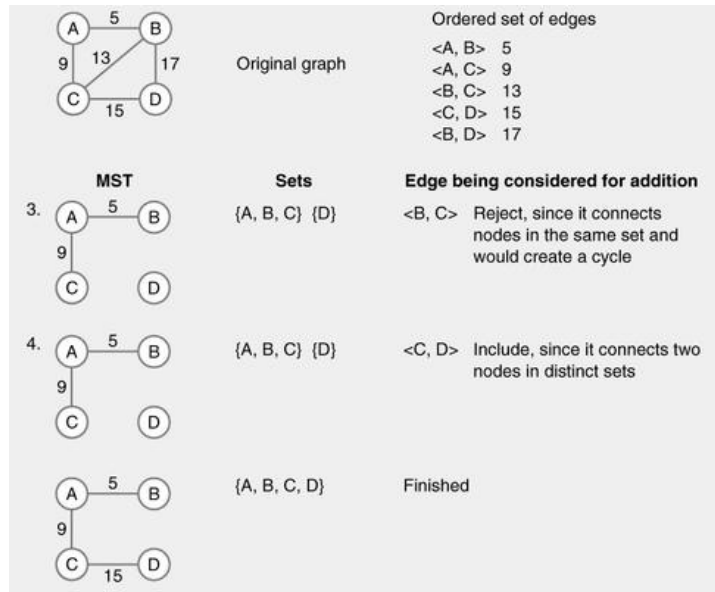 Ordered set of edges
A 5 B
<A, B> 5
9 13 17
Original graph
<A, C> 9
<B, C> 13
C D
15
<C, D> 15
<B, D> 17
MST Sets Edge being considered for addition
3. A 5 B {A, B, C} {D} <B, C> Reject, since it connects
nodes in the same set and
9
would create a cycle
C D
4. A 5 B {A, B, C} {D} <C, D> Include, since it connects two
nodes in distinct sets
9
C D
A 5 B {A, B, C, D} Finished
9
C D
15